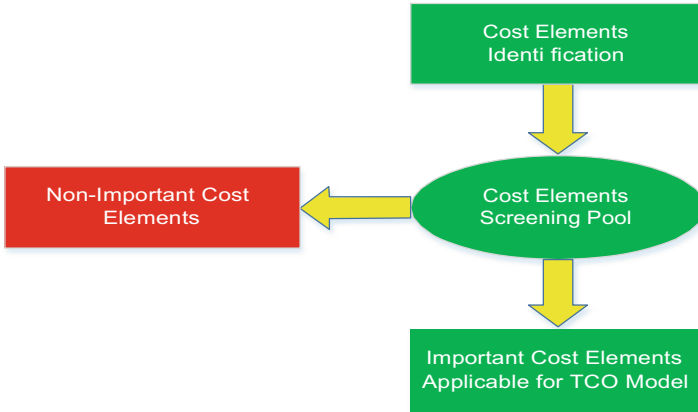 Cost Elements
Identi fication
Non-Important Cost
Elements
Cost Elements
Screening Pool
Important Cost Elements
Applicable for TCO Model